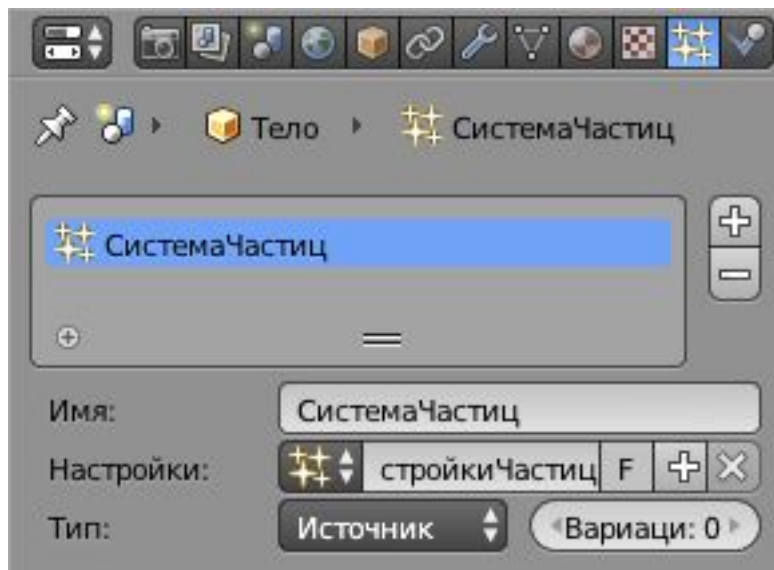 Тело СистемаЧастиц
СистемаЧастиц
Имя: СистемаЧастиц
Настройки: стройкиЧастиц F
Тип: Источник Вариаци: 0